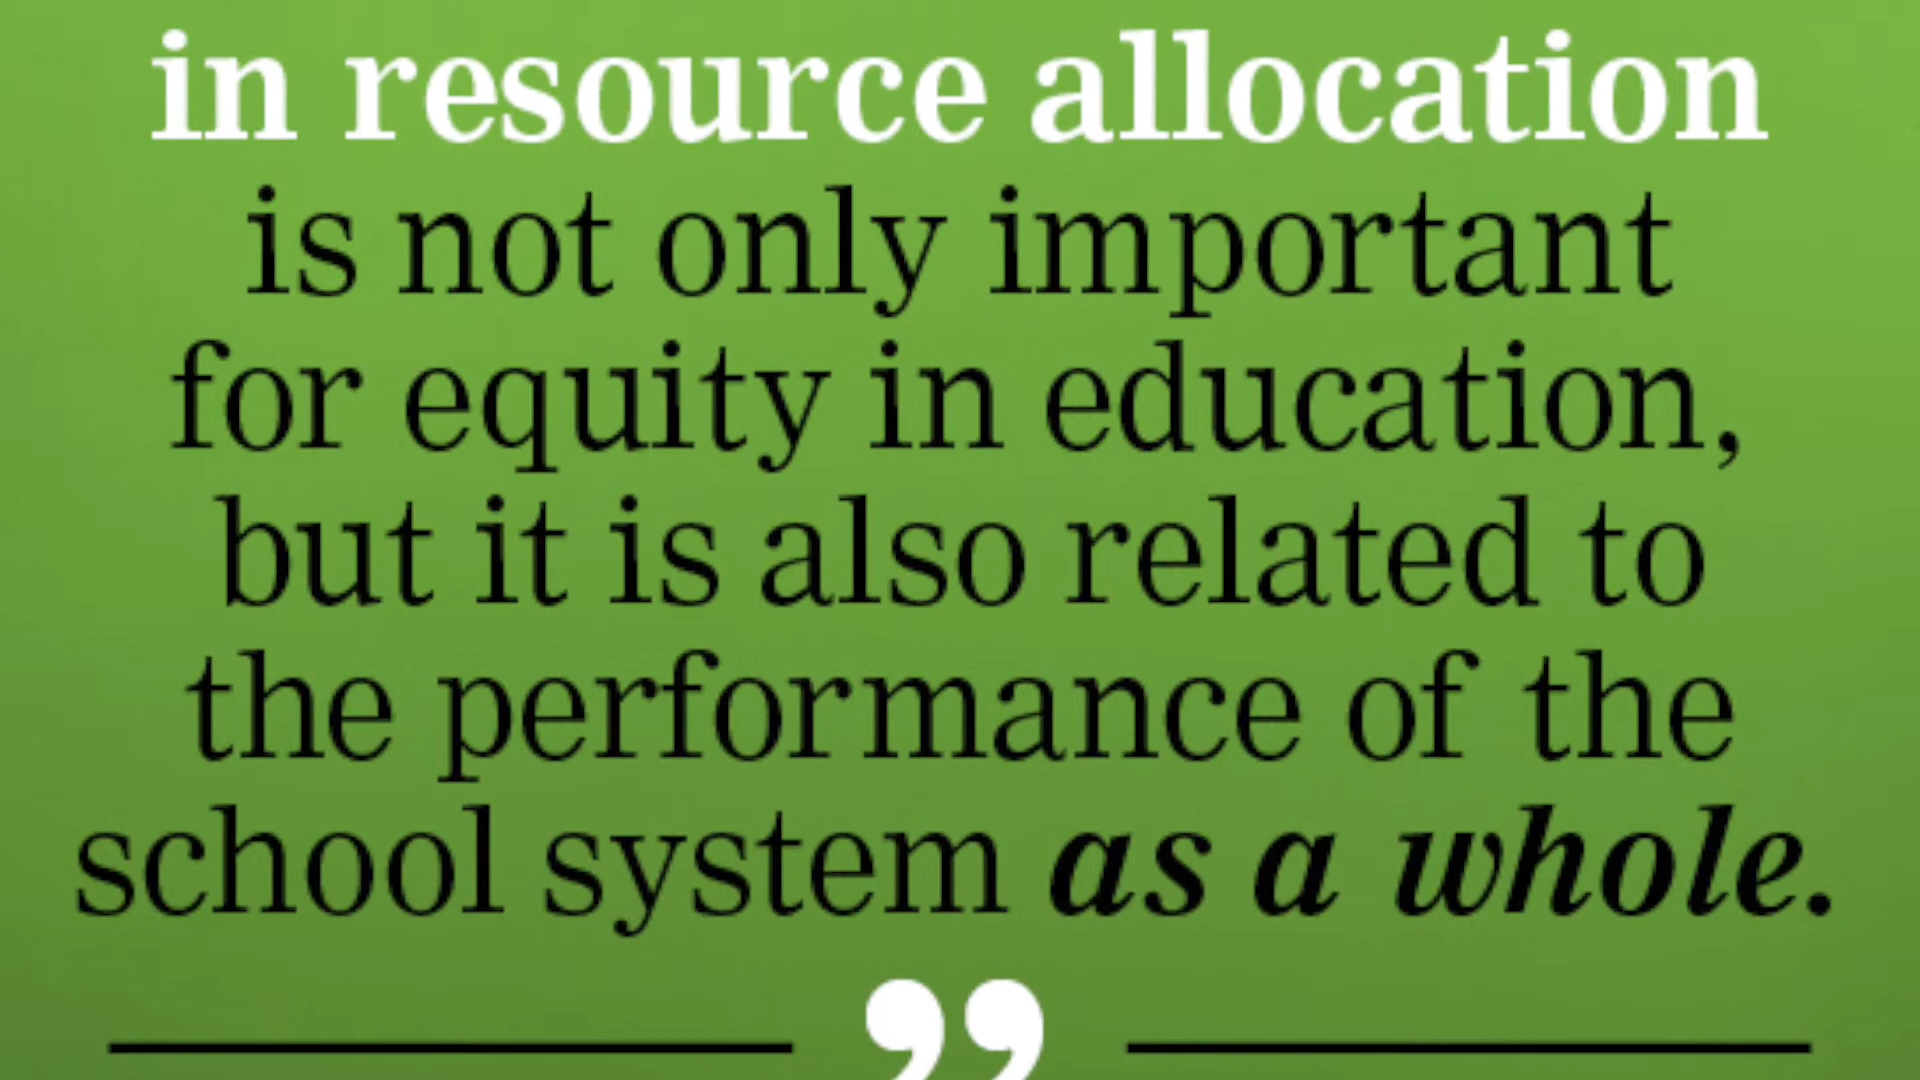 in resource allocation
is not only important
for equity in education,
but it is also related to
the performance of the
school system as a whole.
”